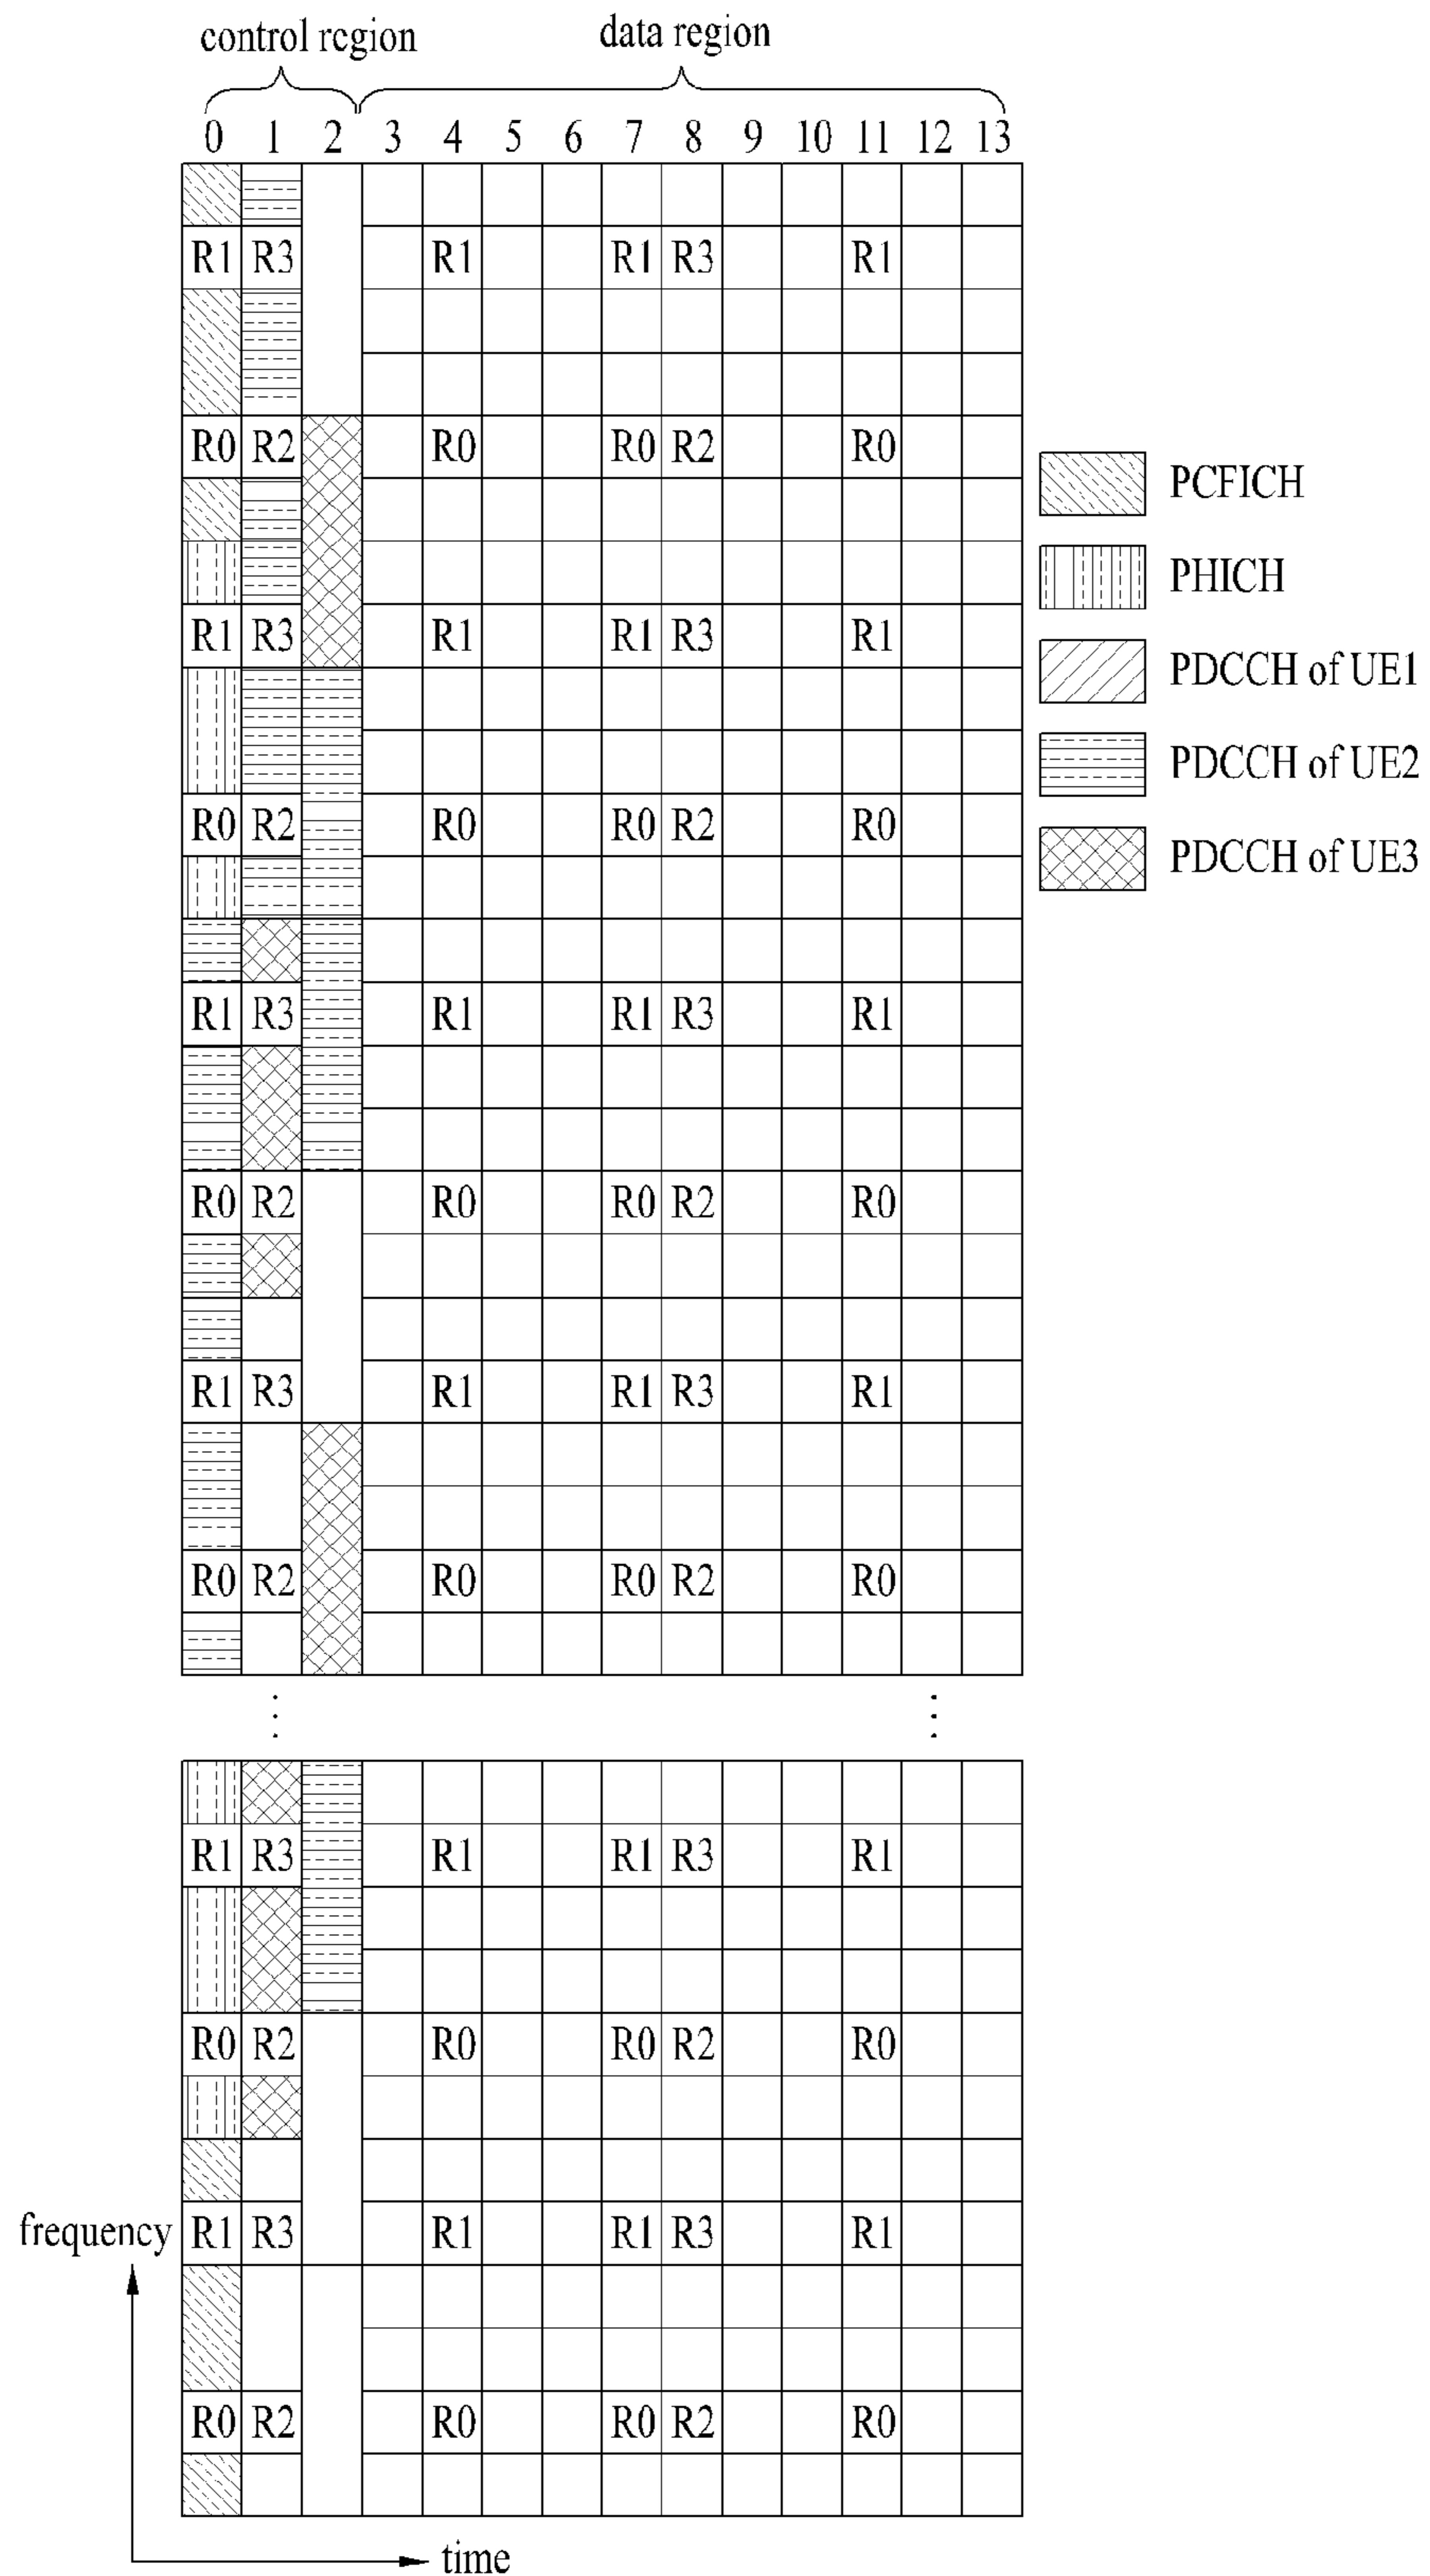 control region
data region
0 1 2 3 4 5 6 7 8 9 10 11 12 13
R1 R3 R1 R1 R3 R1
R0 R2 R0 R0 R2 R0
PCFICH
PHICH
R1 R3 R1 R1 R3 R1
PDCCH of UE1
PDCCH of UE2
R0 R2 R0 R0 R2 R0
PDCCH of UE3
R1 R3 R1 R1 R3 R1
R0 R2 R0 R0 R2 R0
R1 R3 R1 R1 R3 R1
R0 R2 R0 R0 R2 R0
R1 R3 R1 R1 R3 R1
R0 R2 R0 R0 R2 R0
frequency R1 R3 R1 R1 R3 R1
R0 R2 R0 R0 R2 R0
time